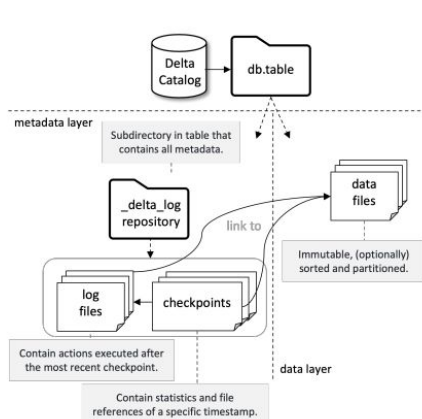 Delta
Catalog
db.table
metadata layer
Subdirectory in table that
contains all metadata.
_delta_log
repository
data
files
link to
Immutable, (optionally)
sorted and partitioned.
log
files
checkpoints
Contain actions executed after
the most recent checkpoint.
data layer
Contain statistics and file
references of a specific timestamp.